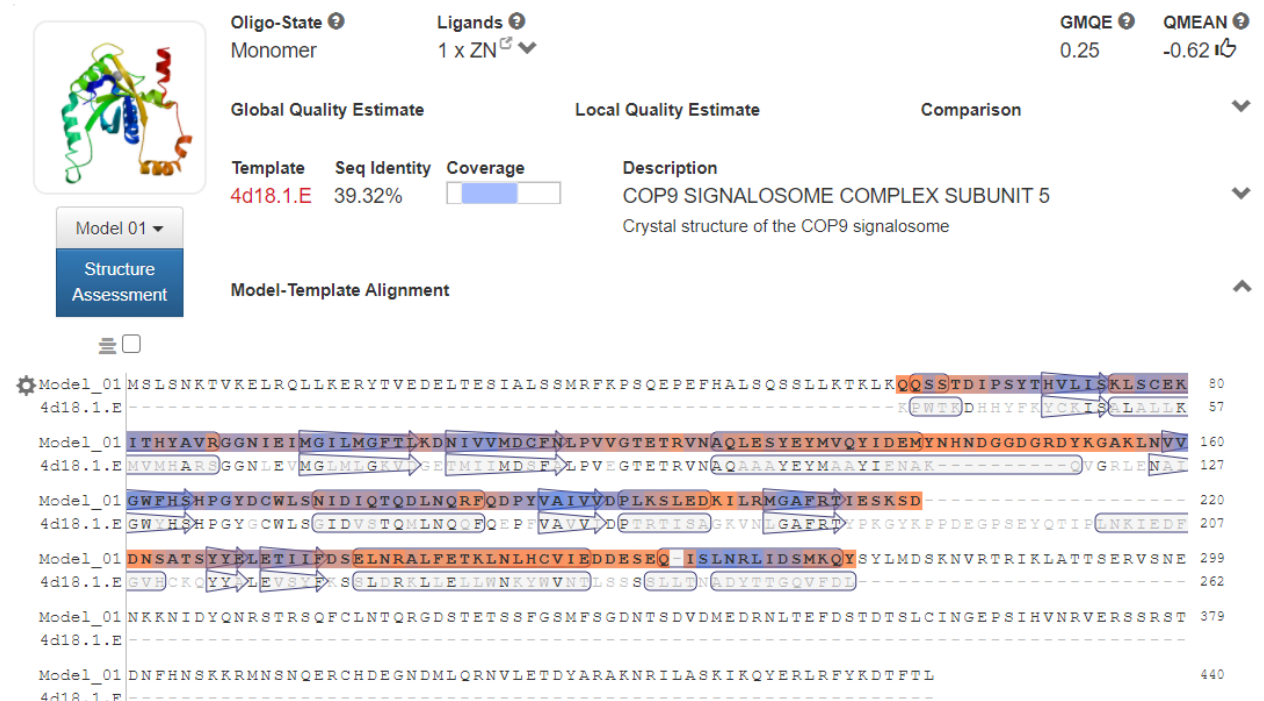 Oligo-State Ligands GMQE QMEAN
Monomer 1 x ZN 0.25 -0.62
Global Quality Estimate Local Quality Estimate Comparison
Template Seq Identity Coverage Description
4d18.1.E 39.32% COP9 SIGNALOSOME COMPLEX SUBUNIT 5
Crystal structure of the COP9 signalosome
Model 01
Structure
Assessment
Model-Template Alignment
Model_01 MSLSNKTVKELRQLLKERYTVEDELTESIALSSMRFKPSQEPEFHALSQSSLLKTKLKQQSSTDIPSYTHVLISKLSCEK 80
4d18.1.E ----------------------------------------------------------KPWTKDHHYFKYCKISALALLK 57
Model_01 ITHYAVRGGNIEIMGILMGFTLKDNIVVMDCFNLPVVGTETRVNAQLESYEYMVQYIDEMYNHNDGGDGRDYKGAKLNVV 160
4d18.1.E MVMHARSGGNLEVMGLMLGKVDGETMIIMDSFALPVEGTETRVNAQAAAYEYMAAYIENAK----------QVGRLENAI 127
Model_01 GWFHSHPGYDCWLSNIDIQTQDLNQRFQDPYVAIVVDPLKSLEDKILRMGAFRTIESKSD-------------------- 220
4d18.1.E GWYHSHPGYGCWLSGIDVSTQMLNQQFQEPFVAVVIDPTRTISAGKVNLGAFRTYPKGYKPPDEGPSEYQTIPLNKIEDF 207
Model_01 DNSATSYYELETIIFDSELNRALFETKLNLHCVIEDDESEQ-ISLNRLIDSMKQYSYLMDSKNVRTRIKLATTSERVSNE 299
4d18.1.E GVHCKQYYALEVSYFKSSLDRKLLELLWNKYWVNTLSSSSLLTNADYTTGQVFDL------------------------- 262
Model_01 NKKNIDYQNRSTRSQFCLNTQRGDSTETSSFGSMFSGDNTSDVDMEDRNLTEFDSTDTSLCINGEPSIHVNRVERSSRST 379
4d18.1.E --------------------------------------------------------------------------------
Model_01 DNFHNSKKRMNSNQERCHDEGNDMLQRNVLETDYARAKNRILASKIKQYERLRFYKDTFTL 440
4d18.1.E -------------------------------------------------------------